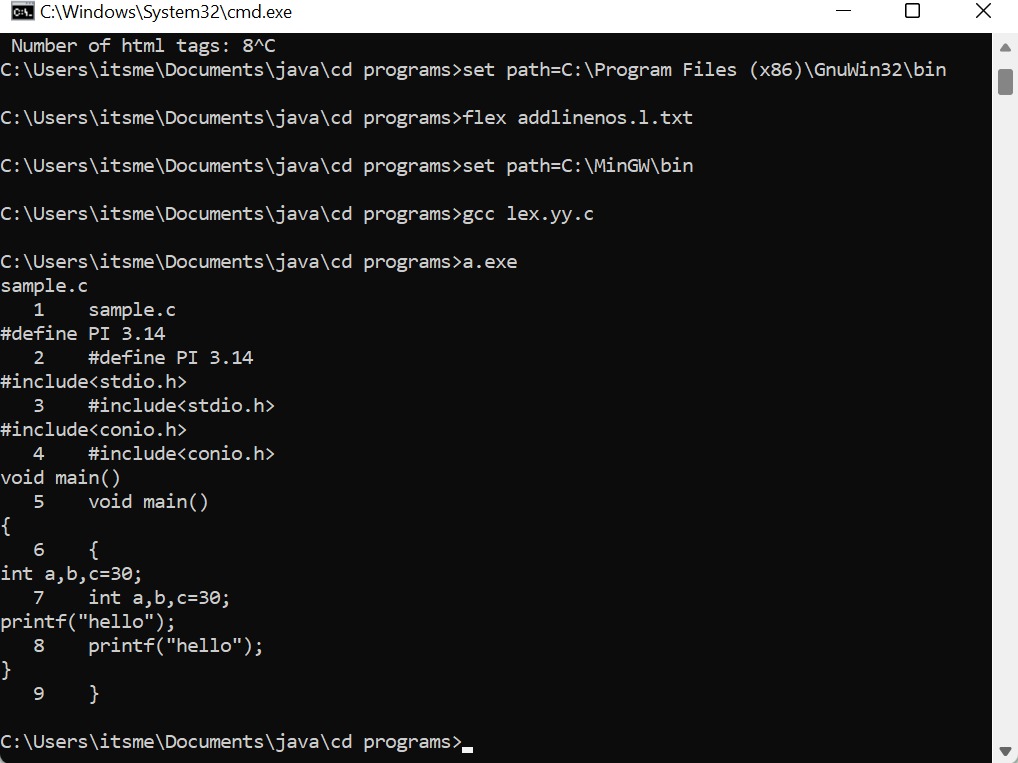 C:\Windows\System32\cmd.exe
Number of html tags: 8^C
C:\Users\itsme\Documents\java\cd programs>set path=C:\Program Files (x86)\GnuWin32\bin
C:\Users\itsme\Documents\java\cd programs>flex addlinenos.l.txt
C:\Users\itsme\Documents\java\cd programs>set path=C:\MinGW\bin
C:\Users\itsme\Documents\java\cd programs>gcc lex.yy.c
C:\Users\itsme\Documents\java\cd programs>a.exe
sample.c
   1    sample.c
#define PI 3.14
   2    #define PI 3.14
#include<stdio.h>
   3    #include<stdio.h>
#include<conio.h>
   4    #include<conio.h>
void main()
   5    void main()
{
   6    {
int a,b,c=30;
   7    int a,b,c=30;
printf("hello");
   8    printf("hello");
}
   9    }
C:\Users\itsme\Documents\java\cd programs>